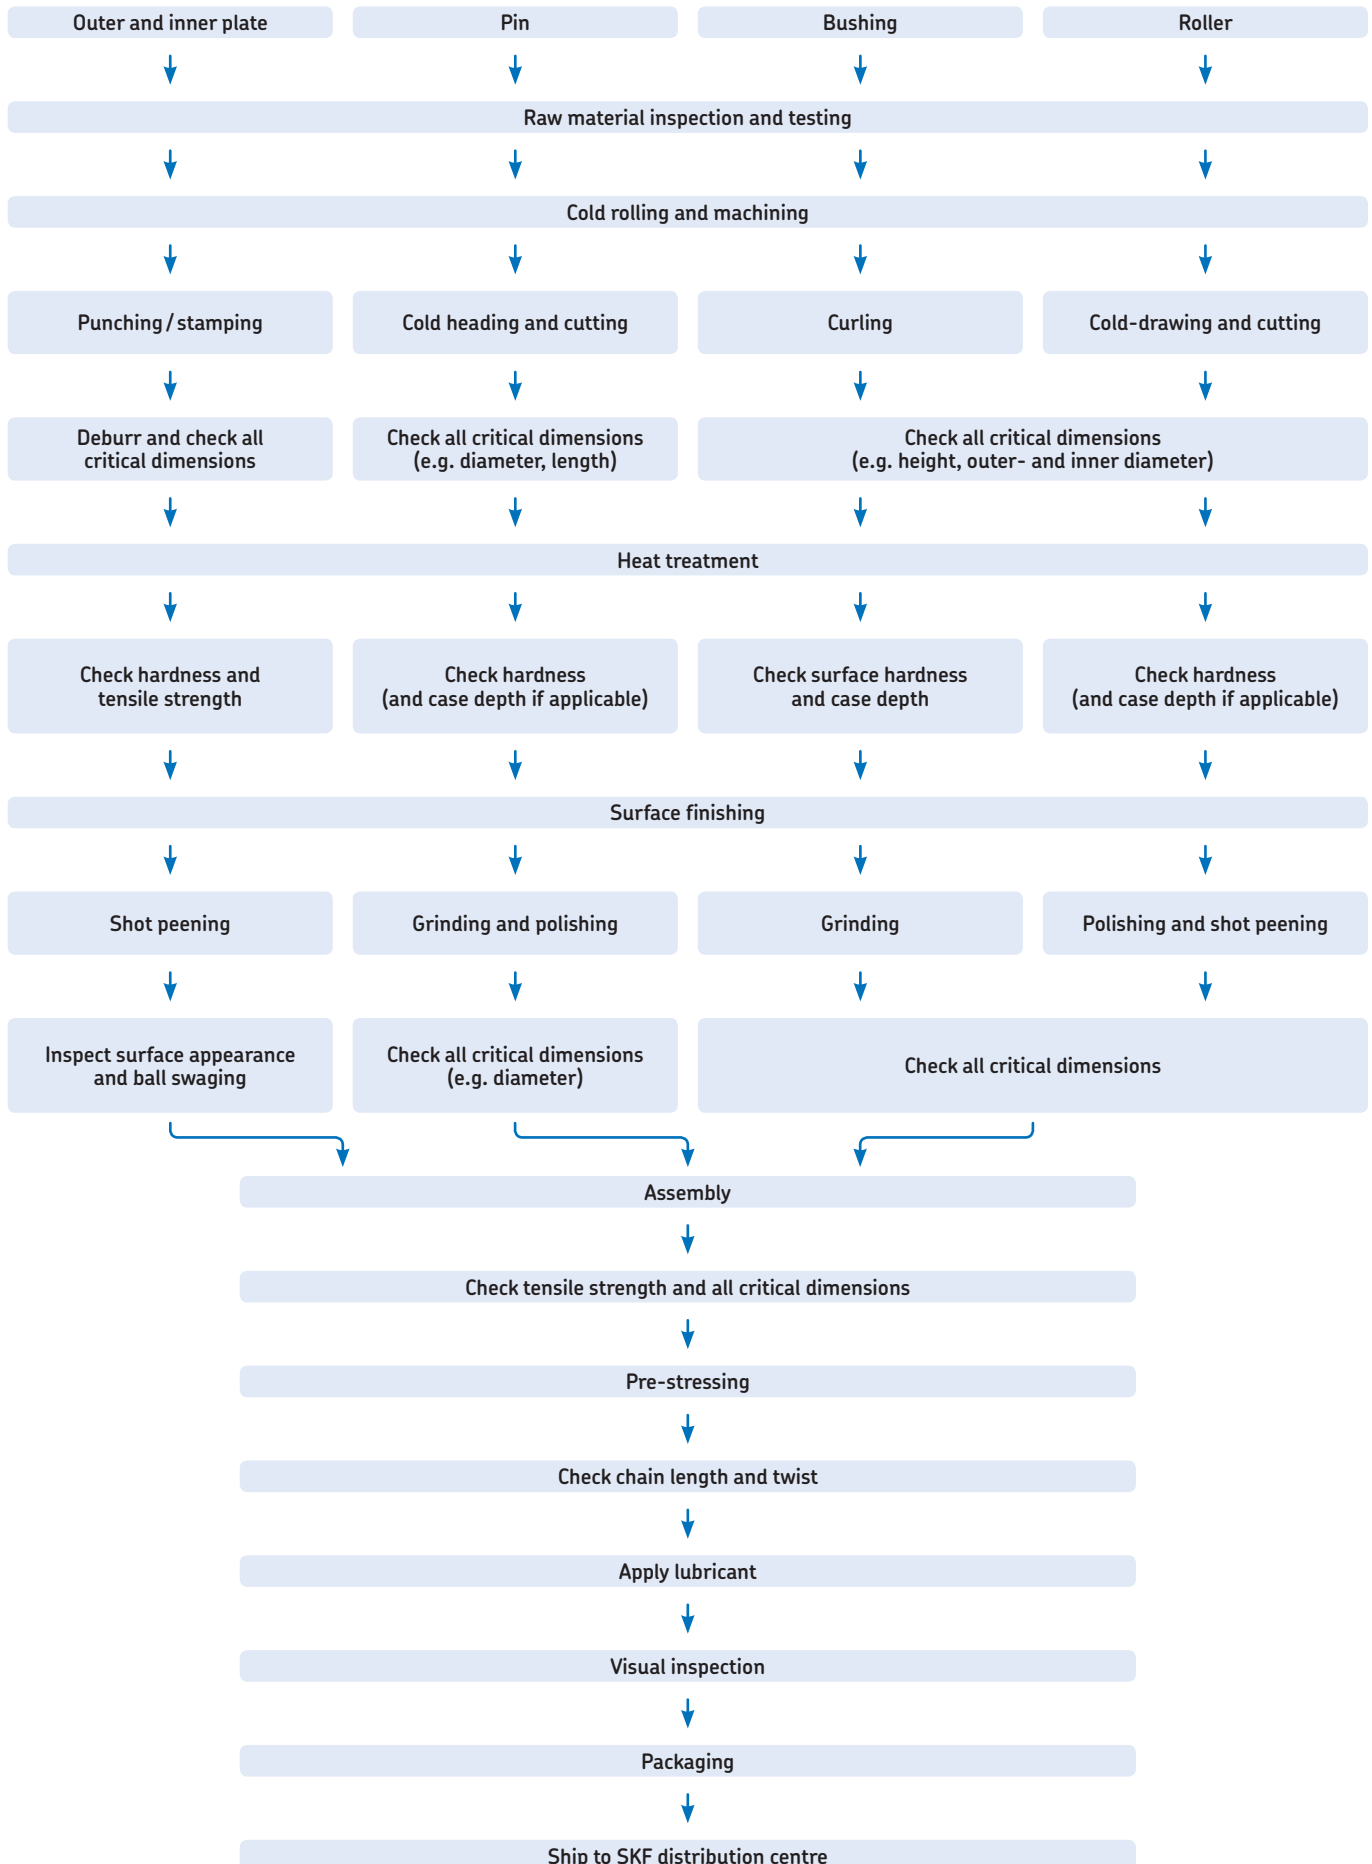 Outer and inner plate
Pin
Bushing
Roller
Raw material inspection and testing
Cold rolling and machining
Punching / stamping
Cold heading and cutting
Curling
Cold-drawing and cutting
Deburr and check all
critical dimensions
Check all critical dimensions
(e.g. diameter, length)
Check all critical dimensions
(e.g. height, outer- and inner diameter)
Heat treatment
Check hardness and
tensile strength
Check hardness
(and case depth if applicable)
Check surface hardness
and case depth
Check hardness
(and case depth if applicable)
Surface finishing
Shot peening
Grinding and polishing
Grinding
Polishing and shot peening
Inspect surface appearance
and ball swaging
Check all critical dimensions
(e.g. diameter)
Check all critical dimensions
Assembly
Check tensile strength and all critical dimensions
Pre-stressing
Check chain length and twist
Apply lubricant
Visual inspection
Packaging
Ship to SKF distribution centre